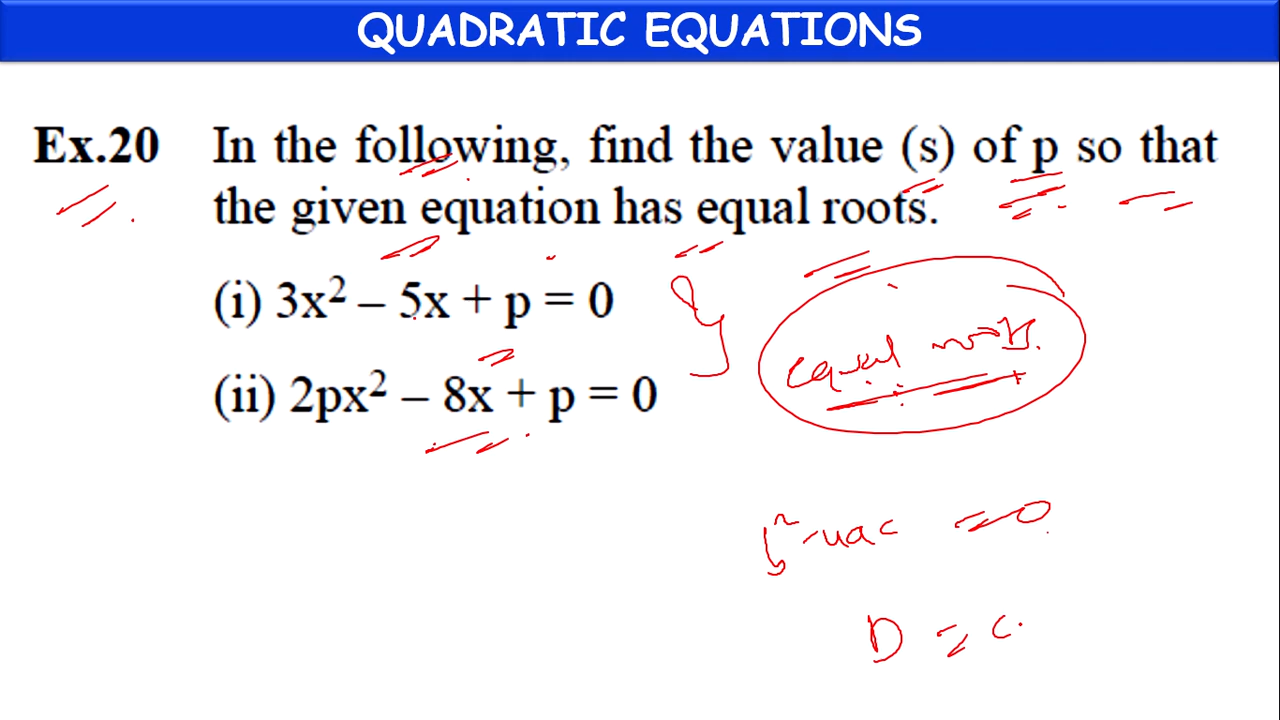 QUADRATIC EQUATIONS
Ex.20 In the following, find the value (s) of p so that
the given equation has equal roots.
(i) 3x² – 5x + p = 0
(ii) 2px² – 8x + p = 0
equal roots.
b² - 4ac = 0
D = 0